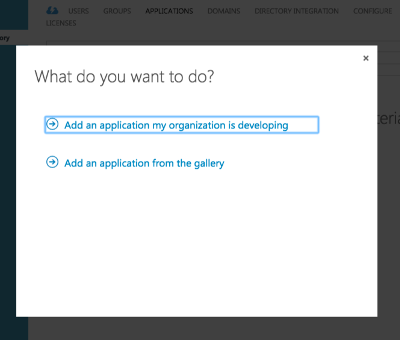 USERS GROUPS APPLICATIONS DOMAINS DIRECTORY INTEGRATION CONFIGURE
LICENSES
ory
×
What do you want to do?
teria
Add an application my organization is developing
Add an application from the gallery